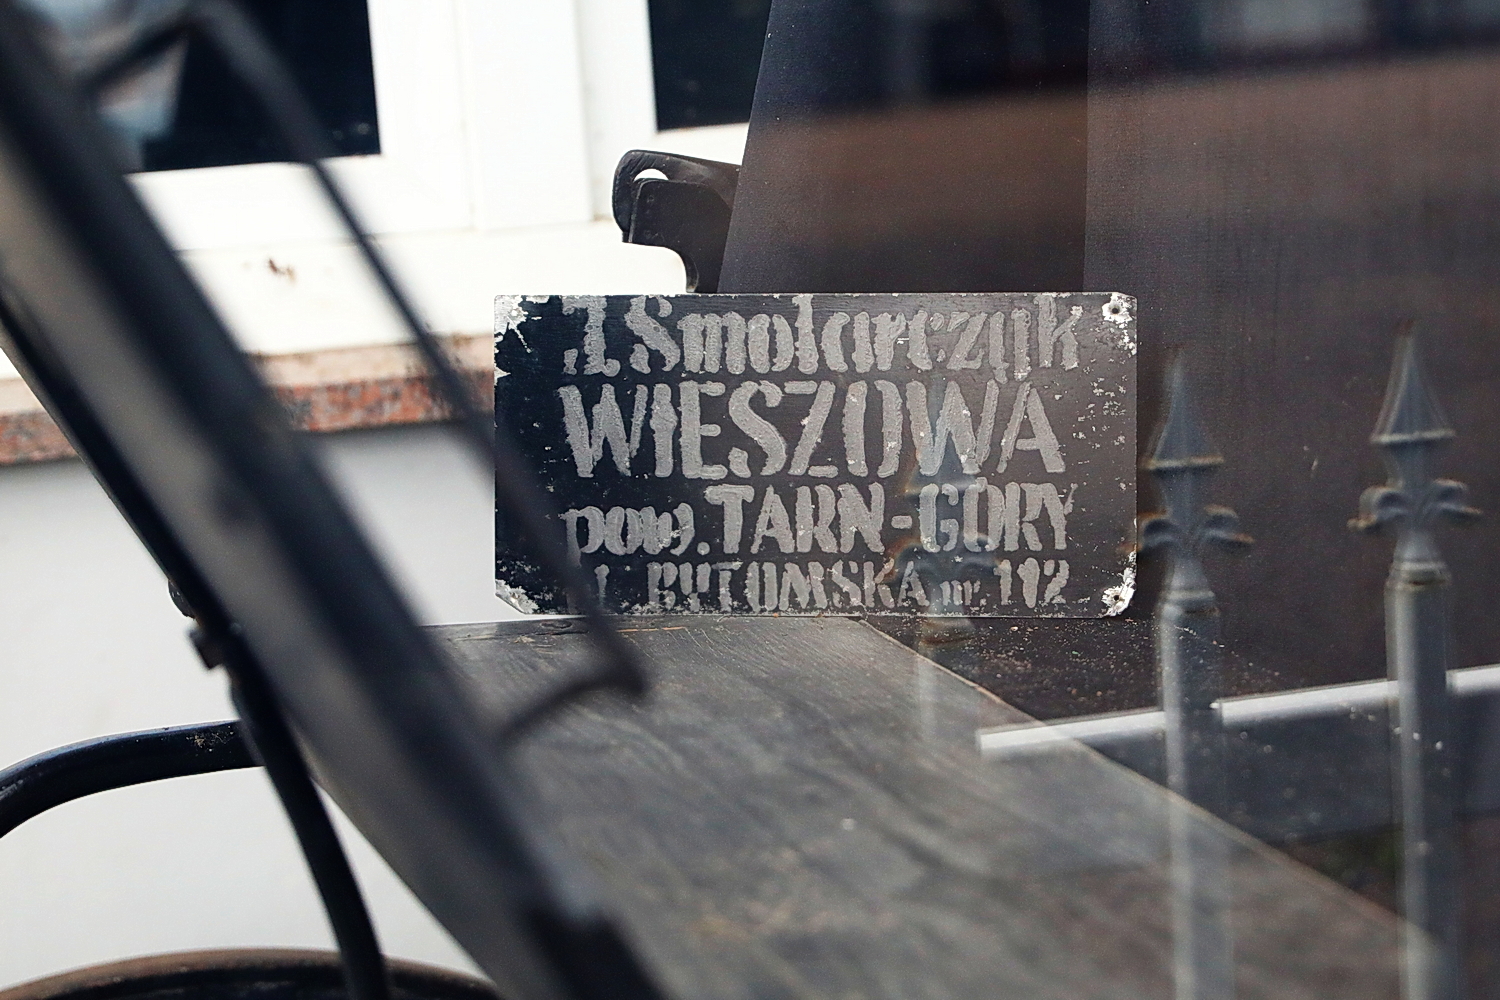 J Smolarczyk
WIESZOWA
pow. TARN-GÓRY
BYTOMSKA nr. 112